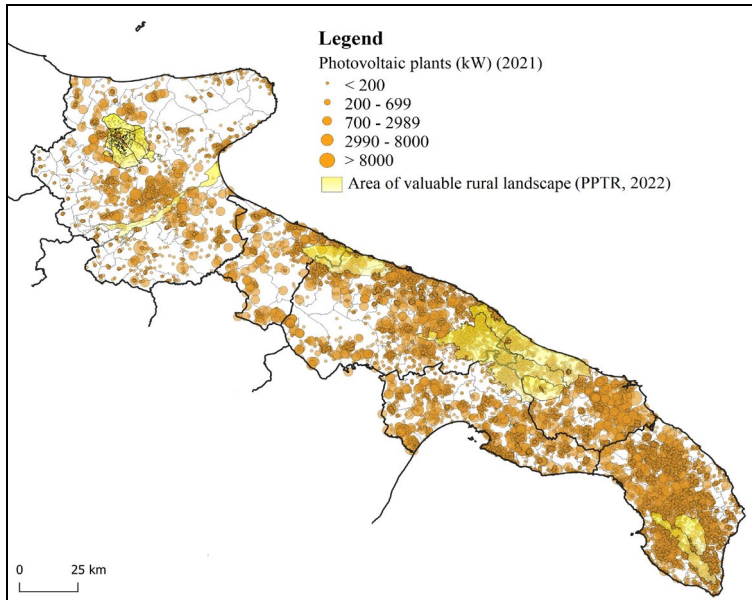 Legend
Photovoltaic plants (kW) (2021)
< 200
200 - 699
700 - 2989
2990 - 8000
> 8000
Area of valuable rural landscape (PPTR, 2022)
0 25 km